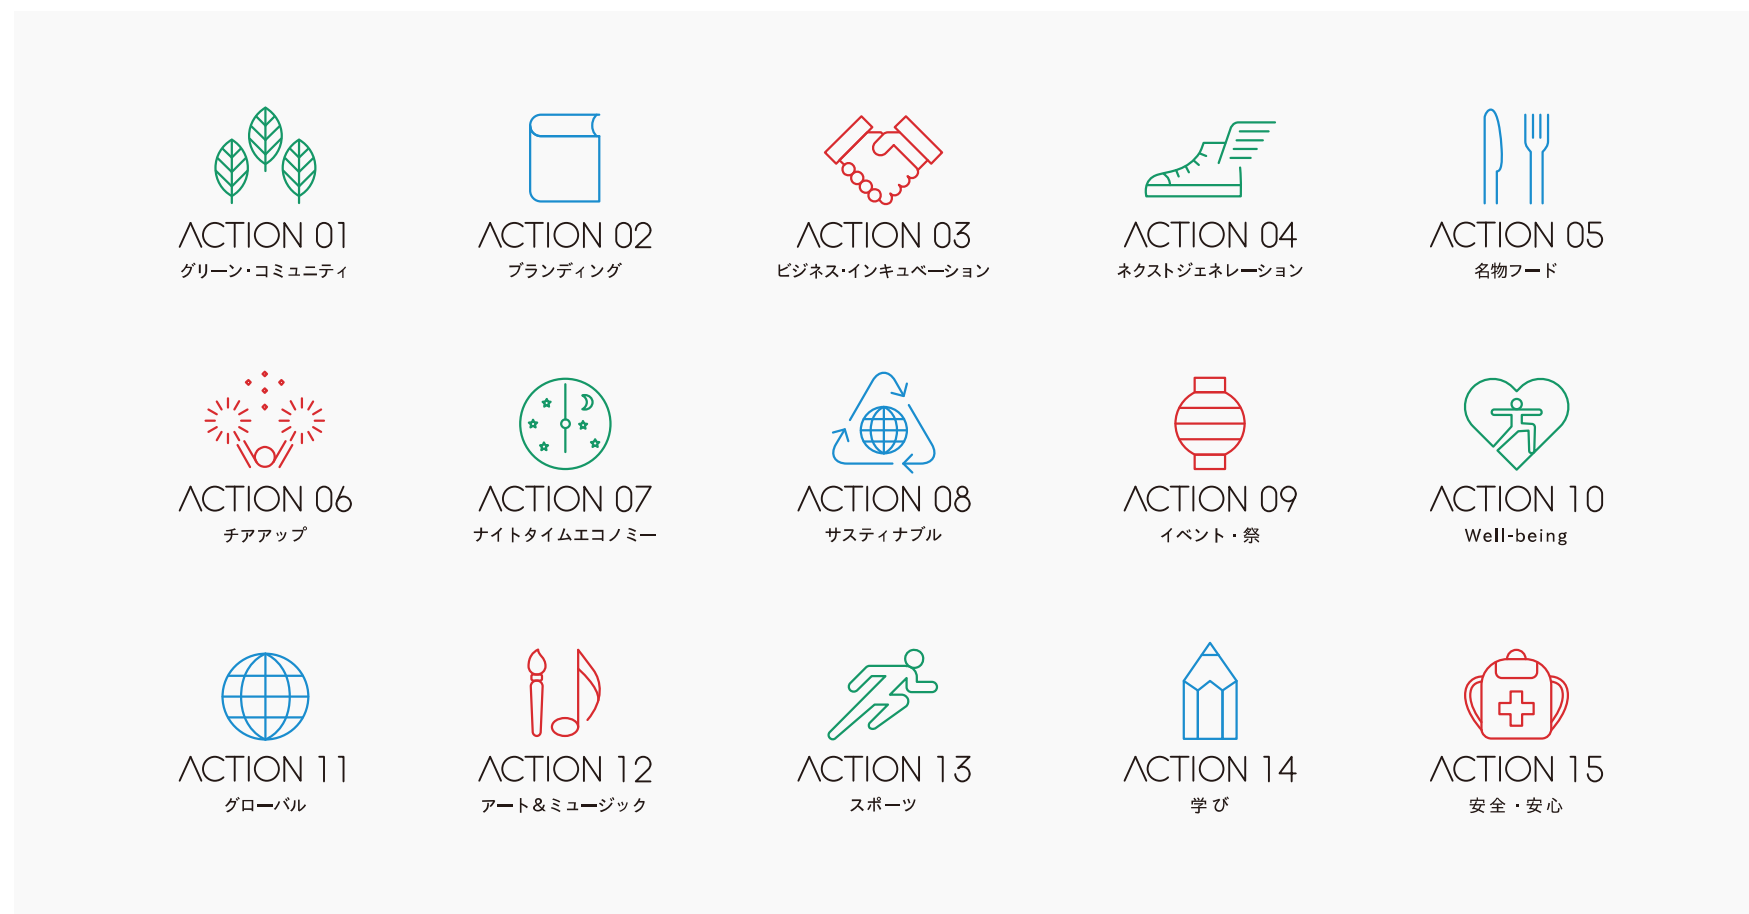 ACTION 01
グリーン・コミュニティ
ACTION 02
ブランディング
ACTION 03
ビジネス・インキュベーション
ACTION 04
ネクストジェネレーション
ACTION 05
名物フード
ACTION 06
チアアップ
ACTION 07
ナイトタイムエコノミー
ACTION 08
サスティナブル
ACTION 09
イベント・祭
ACTION 10
Well-being
ACTION 11
グローバル
ACTION 12
アート&ミュージック
ACTION 13
スポーツ
ACTION 14
学び
ACTION 15
安全・安心